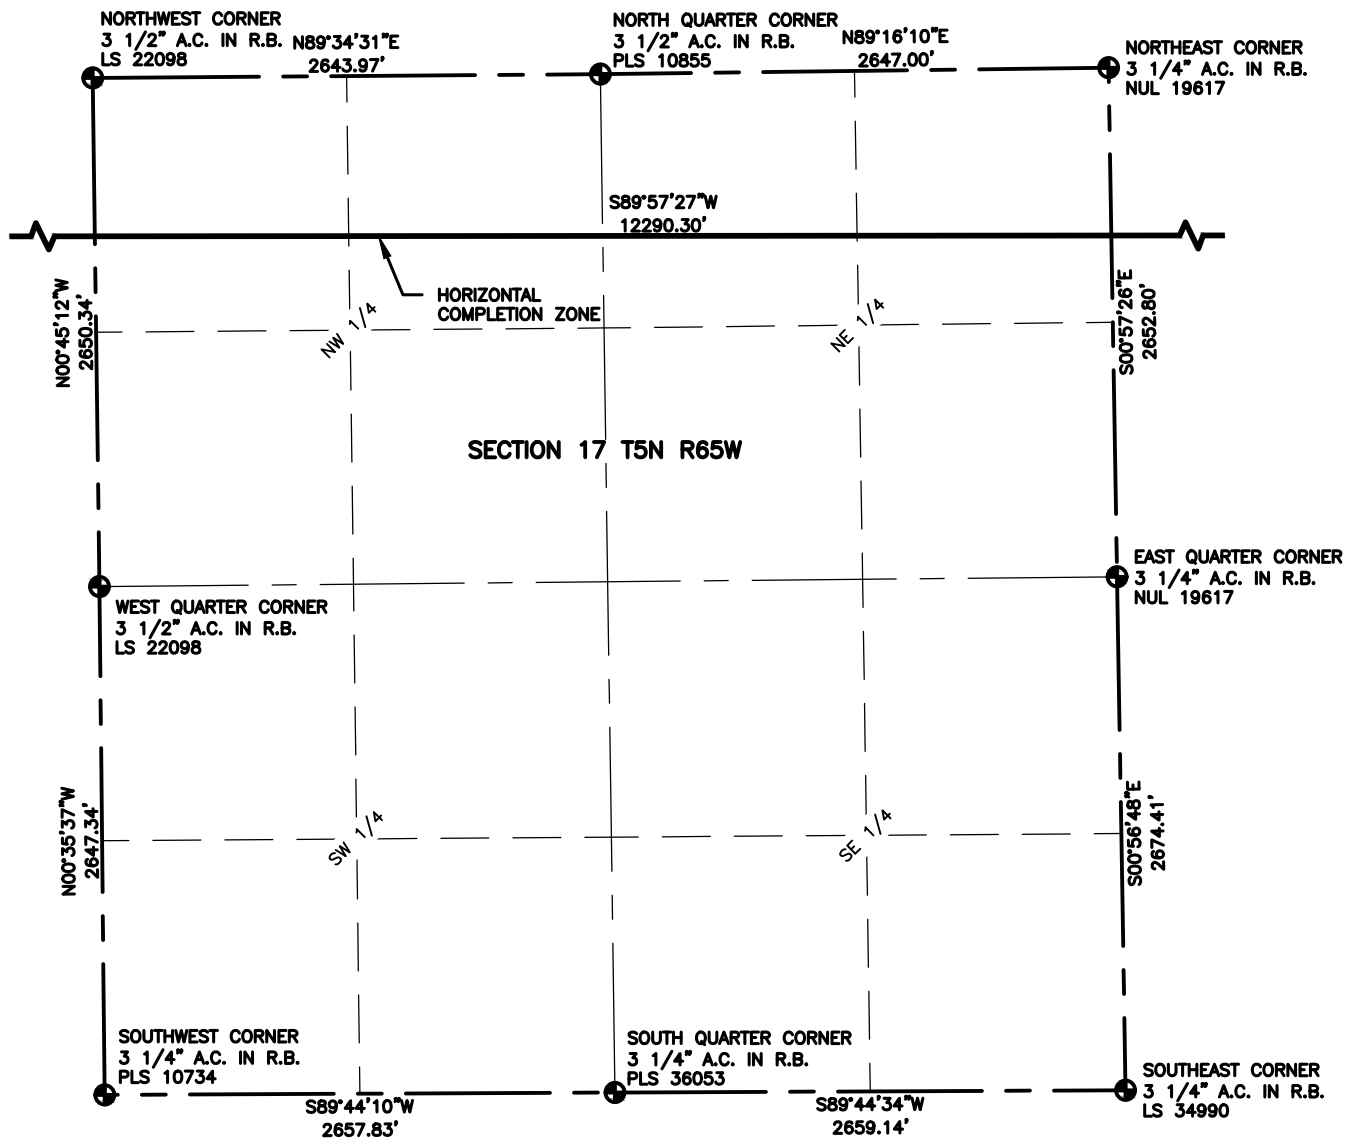 NORTHWEST CORNER
3 1/2" A.C. IN R.B.
LS 22098
N89°34'31"E
2643.97'
NORTH QUARTER CORNER
3 1/2" A.C. IN R.B.
PLS 10855
N89°16'10"E
2647.00'
NORTHEAST CORNER
3 1/4" A.C. IN R.B.
NUL 19617
S89°57'27"W
12290.30'
HORIZONTAL
COMPLETION ZONE
N00°45'12"W
2650.34'
NW 1/4
NE 1/4
S00°57'26"E
2652.80'
SECTION 17 T5N R65W
WEST QUARTER CORNER
3 1/2" A.C. IN R.B.
LS 22098
EAST QUARTER CORNER
3 1/4" A.C. IN R.B.
NUL 19617
N00°35'37"W
2647.34'
SW 1/4
SE 1/4
S00°56'48"E
2674.41'
SOUTHWEST CORNER
3 1/4" A.C. IN R.B.
PLS 10734
S89°44'10"W
2657.83'
SOUTH QUARTER CORNER
3 1/4" A.C. IN R.B.
PLS 36053
S89°44'34"W
2659.14'
SOUTHEAST CORNER
3 1/4" A.C. IN R.B.
LS 34990